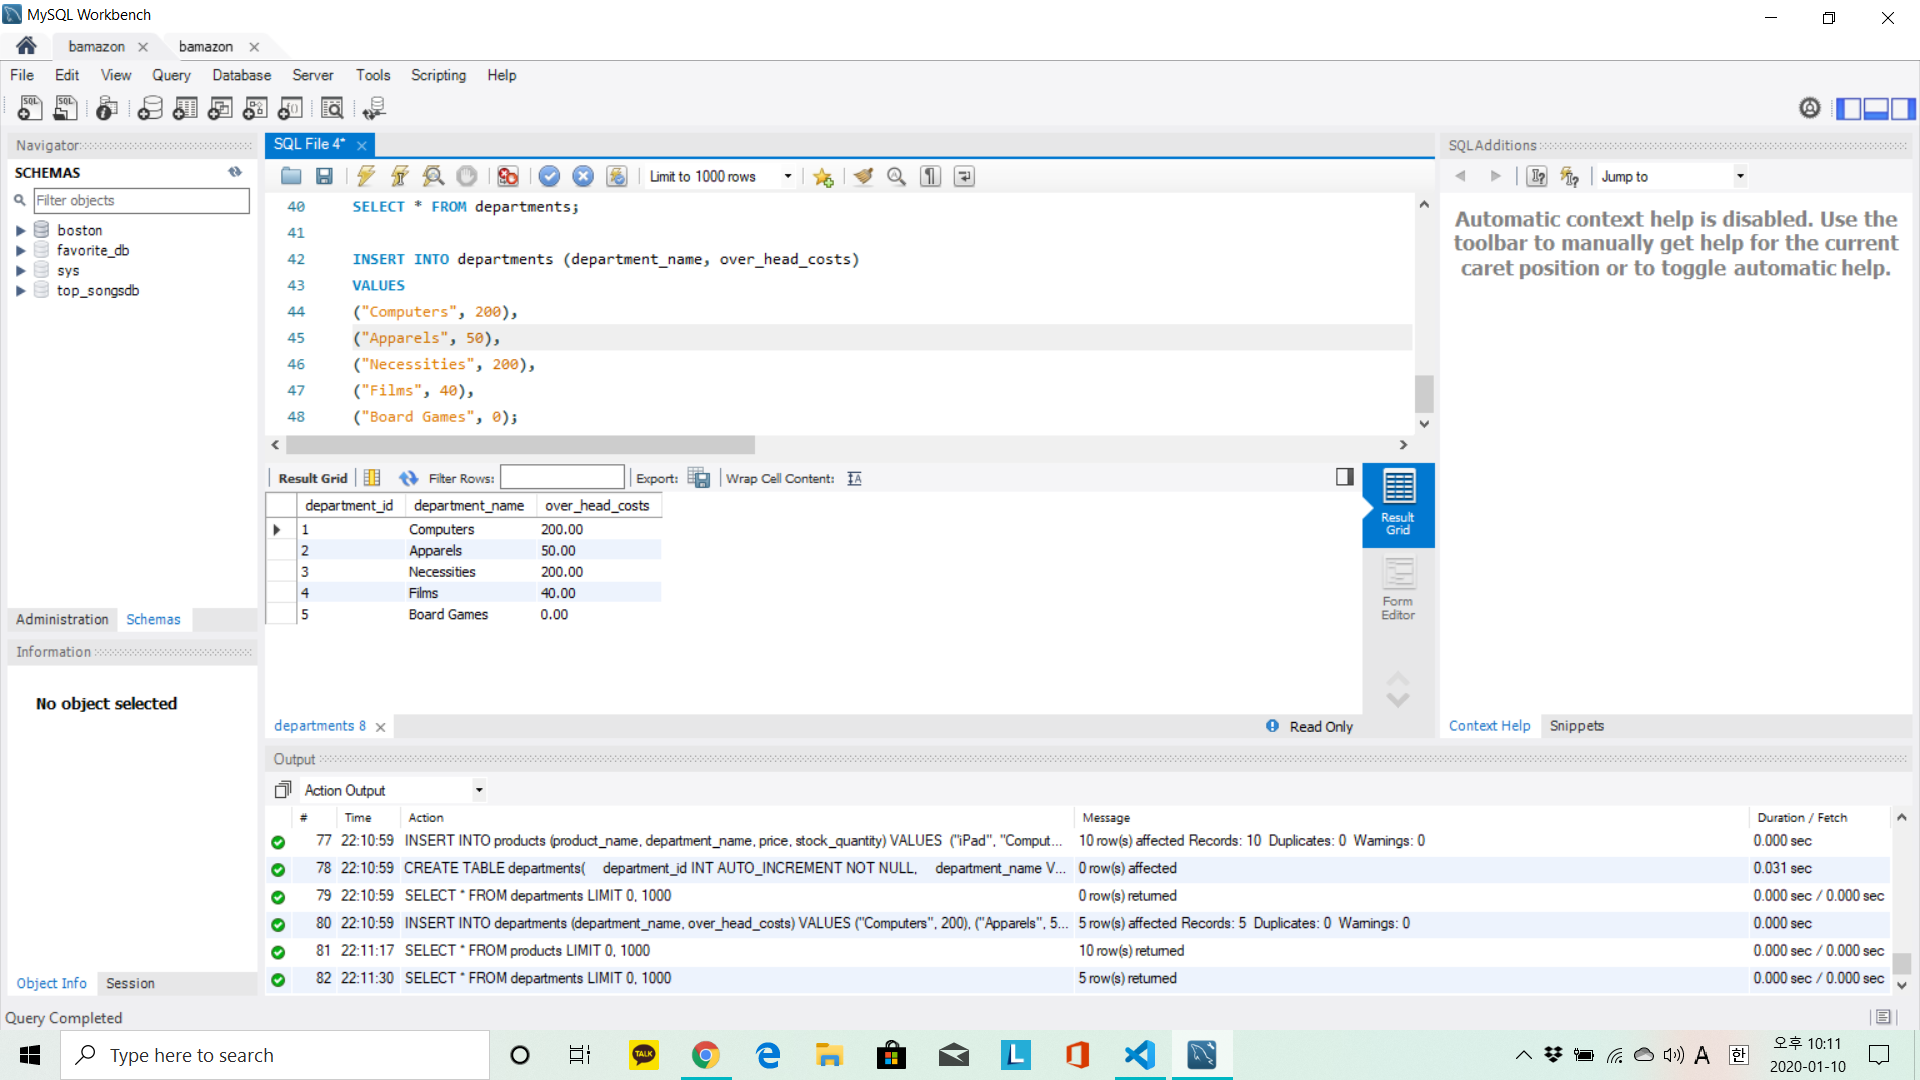 MySQL Workbench
bamazon
bamazon
File Edit View Query Database Server Tools Scripting Help
Navigator
SCHEMAS
Filter objects
boston
favorite_db
sys
top_songsdb
Administration Schemas
Information
No object selected
Object Info Session
SQL File 4*
Limit to 1000 rows
40 SELECT * FROM departments;
41
42 INSERT INTO departments (department_name, over_head_costs)
43 VALUES
44 ("Computers", 200),
45 ("Apparels", 50),
46 ("Necessities", 200),
47 ("Films", 40),
48 ("Board Games", 0);
Result Grid Filter Rows: Export: Wrap Cell Content:
department_id department_name over_head_costs
1 Computers 200.00
2 Apparels 50.00
3 Necessities 200.00
4 Films 40.00
5 Board Games 0.00
Result
Grid
Form
Editor
departments 8
Read Only
SQLAdditions
Jump to
Automatic context help is disabled. Use the
toolbar to manually get help for the current
caret position or to toggle automatic help.
Context Help Snippets
Output
Action Output
# Time Action Message Duration / Fetch
77 22:10:59 INSERT INTO products (product_name, department_name, price, stock_quantity) VALUES ("iPad", "Comput... 10 row(s) affected Records: 10 Duplicates: 0 Warnings: 0 0.000 sec
78 22:10:59 CREATE TABLE departments( department_id INT AUTO_INCREMENT NOT NULL, department_name V... 0 row(s) affected 0.031 sec
79 22:10:59 SELECT * FROM departments LIMIT 0, 1000 0 row(s) returned 0.000 sec / 0.000 sec
80 22:10:59 INSERT INTO departments (department_name, over_head_costs) VALUES ("Computers", 200), ("Apparels", 5... 5 row(s) affected Records: 5 Duplicates: 0 Warnings: 0 0.000 sec
81 22:11:17 SELECT * FROM products LIMIT 0, 1000 10 row(s) returned 0.000 sec / 0.000 sec
82 22:11:30 SELECT * FROM departments LIMIT 0, 1000 5 row(s) returned 0.000 sec / 0.000 sec
Query Completed
Type here to search
TALK
L
A
한
오후 10:11
2020-01-10